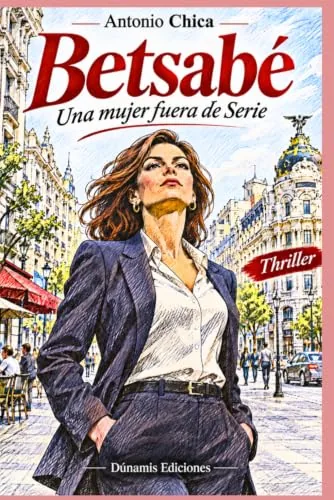 Antonio Chica
Betsabé
Una mujer fuera de Serie
Thriller
Dúnamis Ediciones